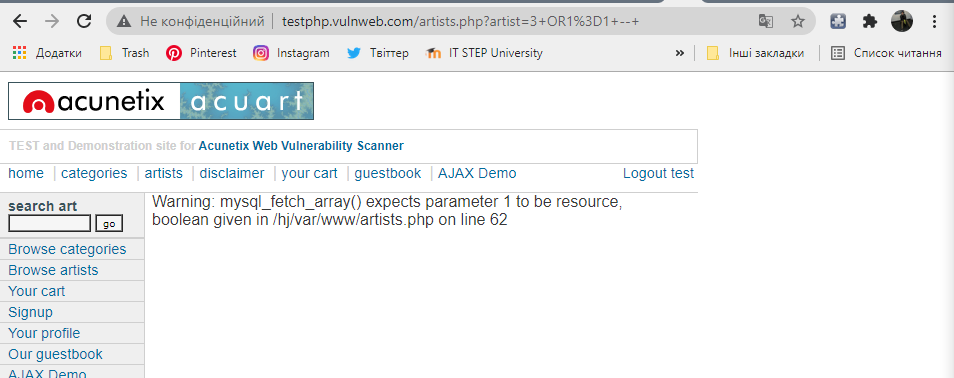 Не конфіденційний testphp.vulnweb.com/artists.php?artist=3+OR1%3D1+--+
Додатки Trash Pinterest Instagram Твіттер IT STEP University » Інші закладки Список читання
acunetix acuart
TEST and Demonstration site for Acunetix Web Vulnerability Scanner
home categories artists disclaimer your cart guestbook AJAX Demo Logout test
search art
go
Browse categories
Browse artists
Your cart
Signup
Your profile
Our guestbook
AJAX Demo
Warning: mysql_fetch_array() expects parameter 1 to be resource,
boolean given in /hj/var/www/artists.php on line 62